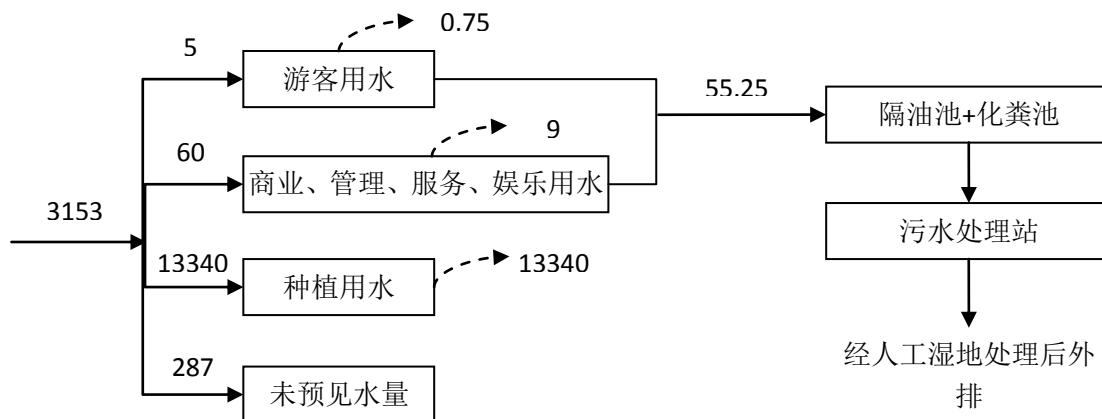 0.75
5
游客用水
55.25
隔油池+化粪池
9
60
商业、管理、服务、娱乐用水
3153
污水处理站
13340
种植用水
13340
经人工湿地处理后外
排
287
未预见水量